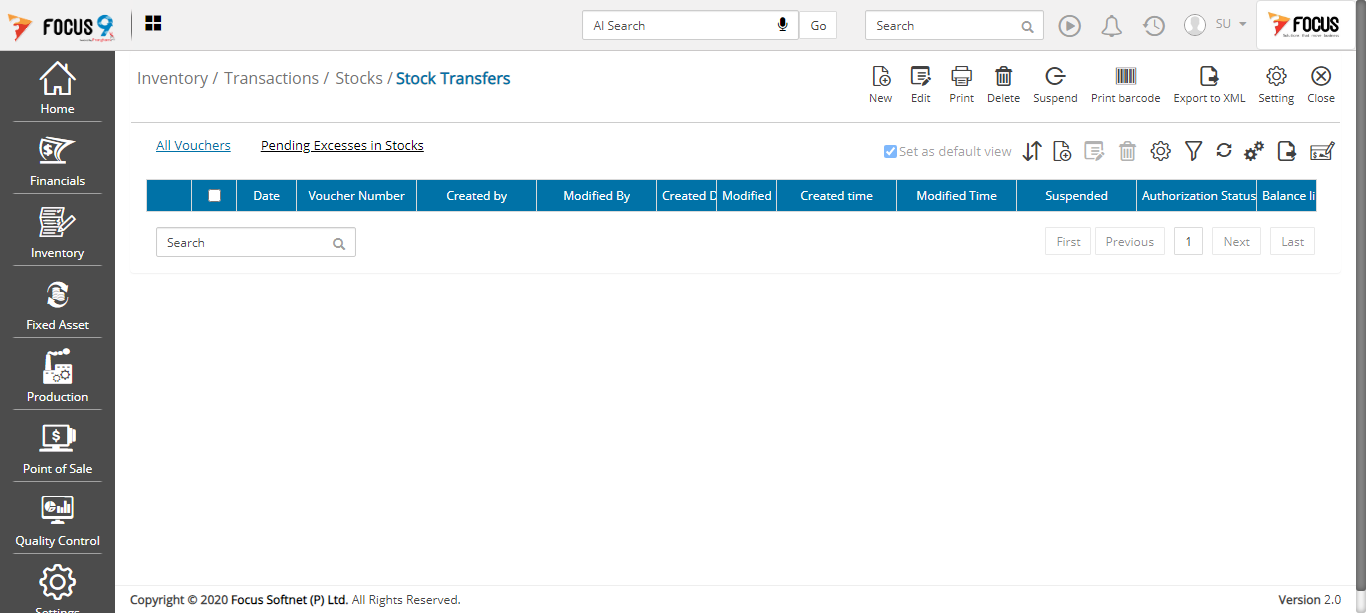 FOCUS 9
AI Search
Go
Search
SU
FOCUS
Home
Financials
Inventory
Fixed Asset
Production
Point of Sale
Quality Control
Settings
Inventory / Transactions / Stocks / Stock Transfers
New
Edit
Print
Delete
Suspend
Print barcode
Export to XML
Setting
Close
All Vouchers
Pending Excesses in Stocks
Set as default view
Date
Voucher Number
Created by
Modified By
Created D
Modified
Created time
Modified Time
Suspended
Authorization Status
Balance li
Search
First
Previous
1
Next
Last
Copyright © 2020 Focus Softnet (P) Ltd. All Rights Reserved.
Version 2.0